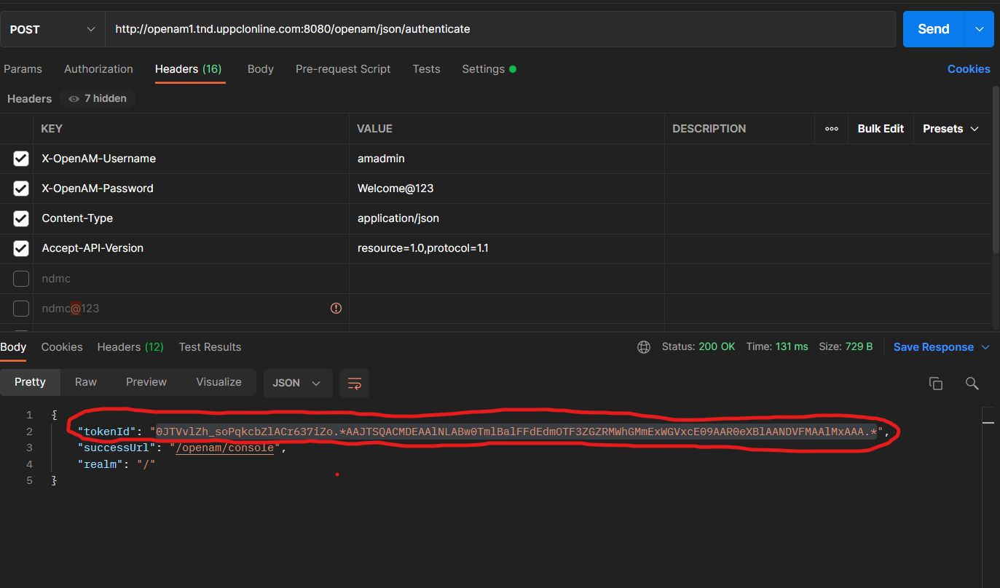 POST http://openam1.tnd.uppclonline.com:8080/openam/json/authenticate Send
Params Authorization Headers (16) Body Pre-request Script Tests Settings Cookies
Headers 7 hidden
KEY VALUE DESCRIPTION Bulk Edit Presets
X-OpenAM-Username amadmin
X-OpenAM-Password Welcome@123
Content-Type application/json
Accept-API-Version resource=1.0,protocol=1.1
ndmc
ndmc@123
Body Cookies Headers (12) Test Results Status: 200 OK Time: 131 ms Size: 729 B Save Response
Pretty Raw Preview Visualize JSON
1 {
2 "tokenId": "0JTVvlZh_soPqkcbZlACr637iZo.*AAJTSQACMDEAAlNLABw0TmlBalFFdEdmOTF3ZGZRMWhGMmExWGVxcE09AAR0eXBlAANDVFMAAlMxAAA.*",
3 "successUrl": "/openam/console",
4 "realm": "/"
5 }